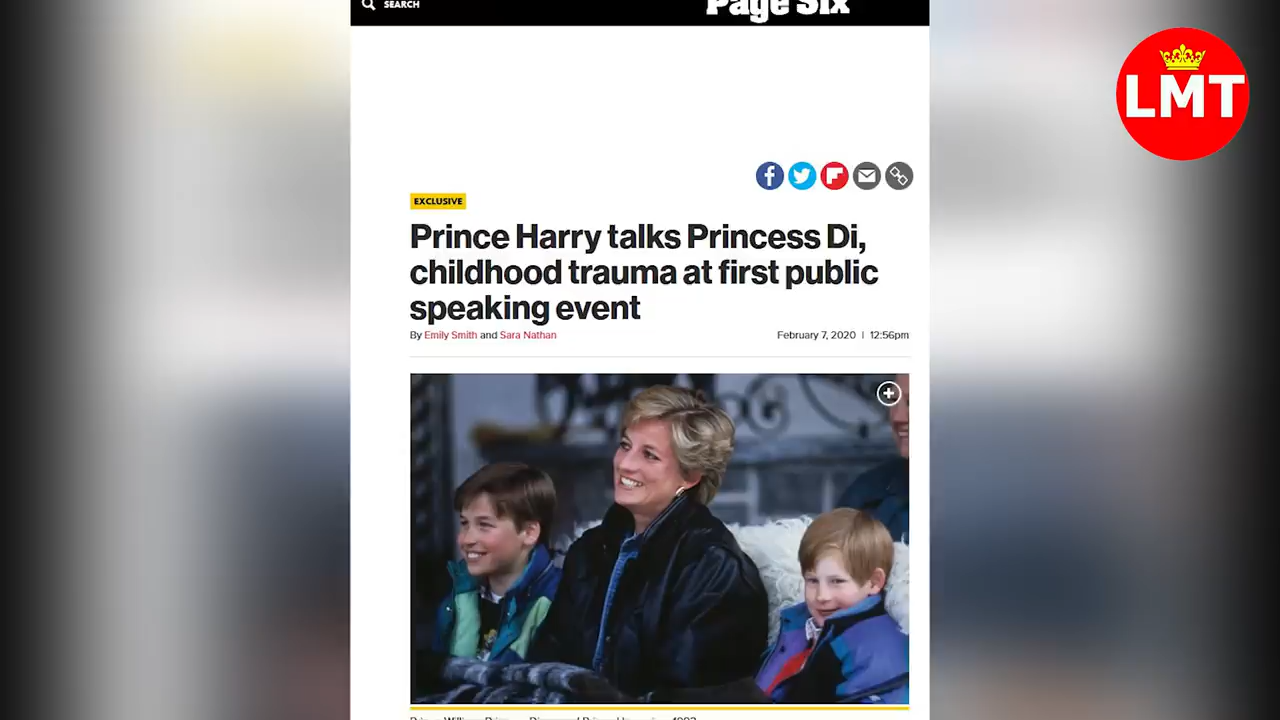 SEARCH
Page Six
LMT
EXCLUSIVE
Prince Harry talks Princess Di,
childhood trauma at first public
speaking event
By Emily Smith and Sara Nathan
February 7, 2020 | 12:56pm